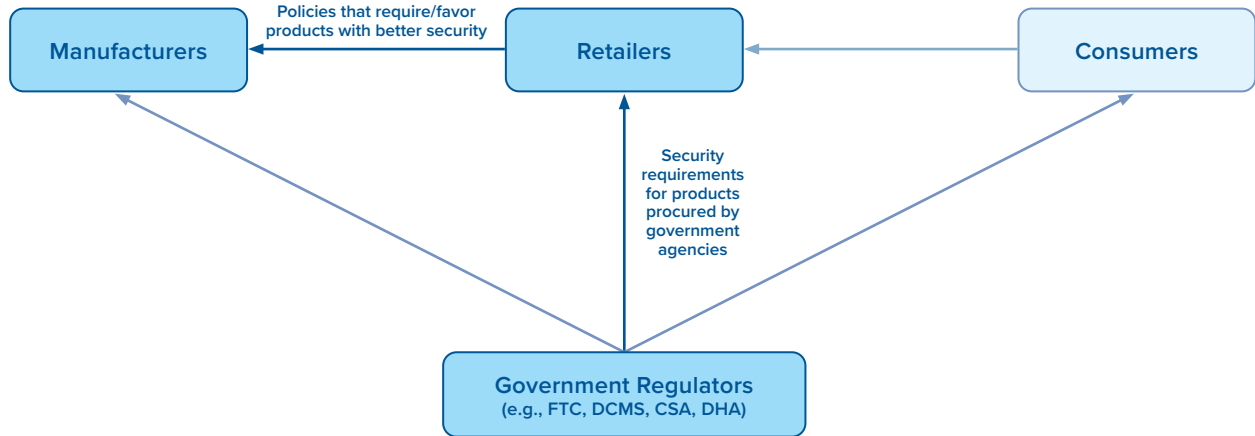 Policies that require/favor
products with better security
Manufacturers
Retailers
Consumers
Security
requirements
for products
procured by
government
agencies
Government Regulators
(e.g., FTC, DCMS, CSA, DHA)